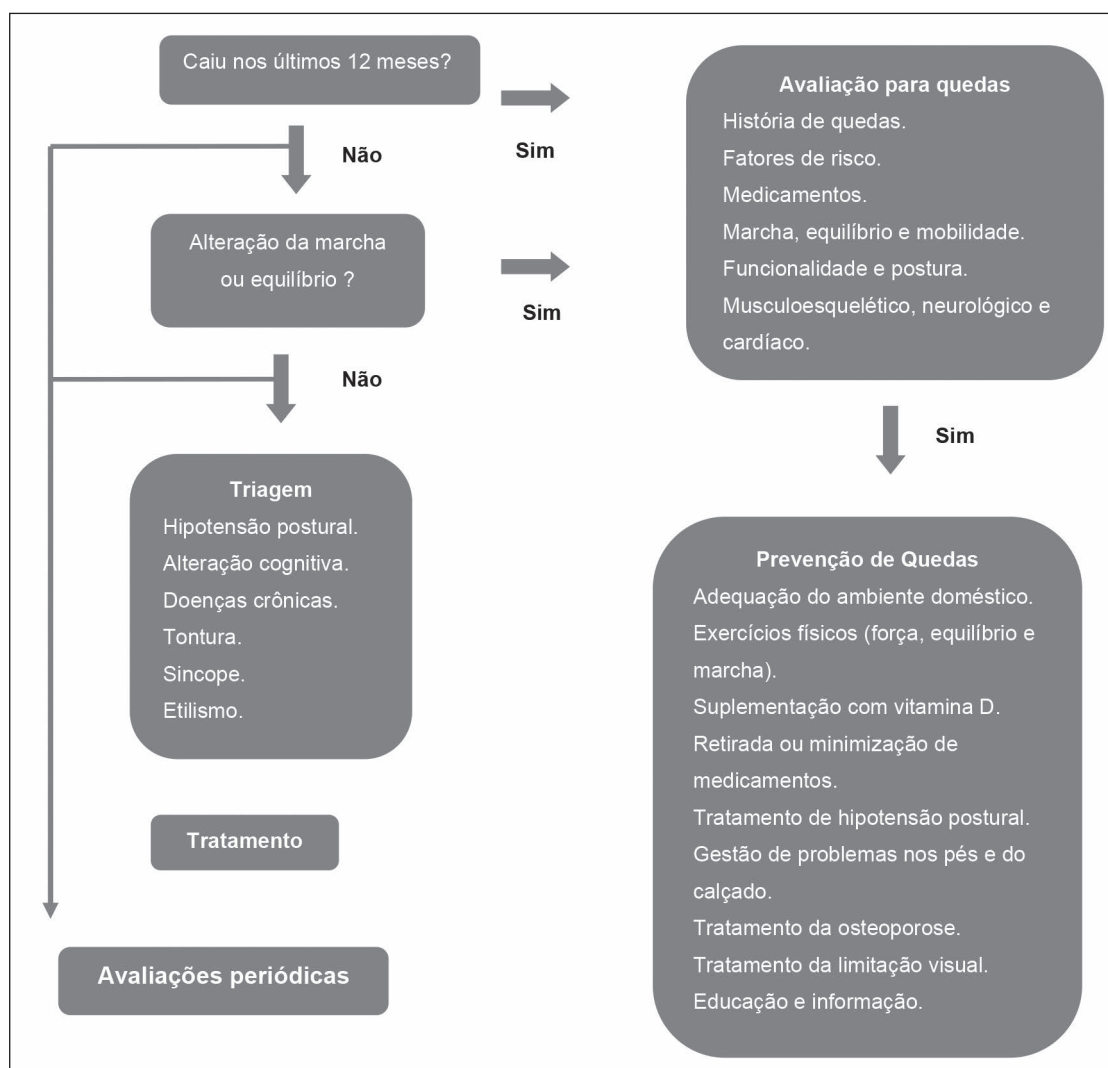 Caiu nos últimos 12 meses?
Não
Sim
Alteração da marcha
ou equilíbrio ?
Não
Sim
Triagem
Hipotensão postural.
Alteração cognitiva.
Doenças crônicas.
Tontura.
Sincope.
Etilismo.
Tratamento
Avaliações periódicas
Avaliação para quedas
História de quedas.
Fatores de risco.
Medicamentos.
Marcha, equilíbrio e mobilidade.
Funcionalidade e postura.
Musculoesquelético, neurológico e
cardíaco.
Sim
Prevenção de Quedas
Adequação do ambiente doméstico.
Exercícios físicos (força, equilíbrio e
marcha).
Suplementação com vitamina D.
Retirada ou minimização de
medicamentos.
Tratamento de hipotensão postural.
Gestão de problemas nos pés e do
calçado.
Tratamento da osteoporose.
Tratamento da limitação visual.
Educação e informação.